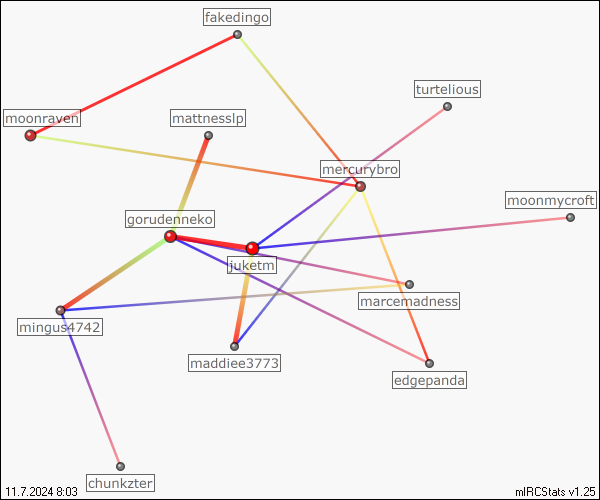 fakedingo
turtelious
moonraven
mattnesslp
mercurybro
moonmycroft
gorudenneko
juketm
marcemadness
mingus4742
maddiee3773
edgepanda
chunkzter
11.7.2024 8:03
mIRCStats v1.25